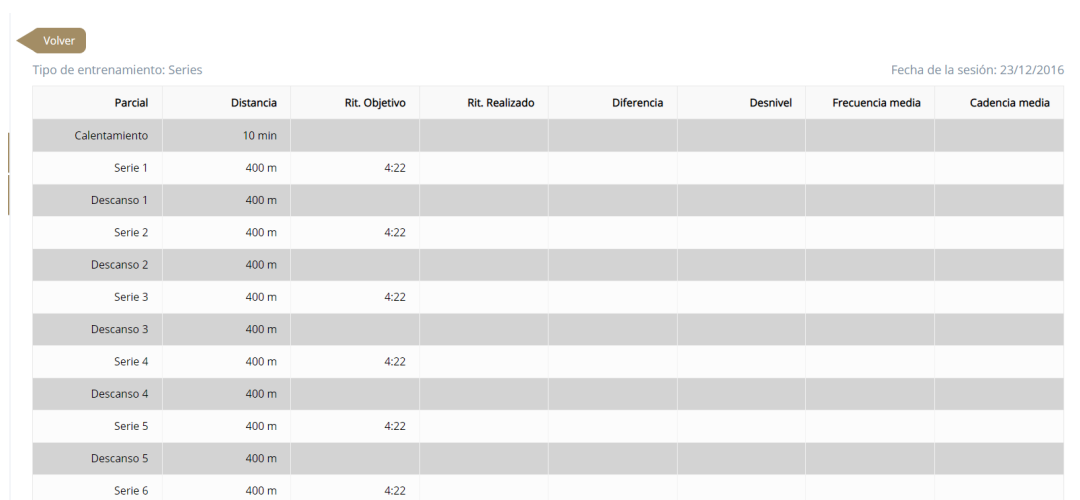 Volver
Tipo de entrenamiento: Series Fecha de la sesión: 23/12/2016
Parcial Distancia Rit. Objetivo Rit. Realizado Diferencia Desnivel Frecuencia media Cadencia media
Calentamiento 10 min
Serie 1 400 m 4:22
Descanso 1 400 m
Serie 2 400 m 4:22
Descanso 2 400 m
Serie 3 400 m 4:22
Descanso 3 400 m
Serie 4 400 m 4:22
Descanso 4 400 m
Serie 5 400 m 4:22
Descanso 5 400 m
Serie 6 400 m 4:22